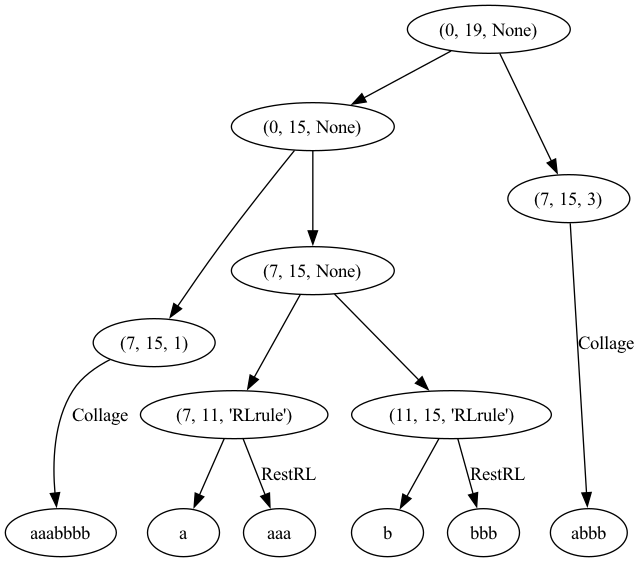 (0, 19, None)
(0, 15, None)
(7, 15, 3)
(7, 15, None)
(7, 15, 1)
Collage
Collage
(7, 11, 'RLrule')
(11, 15, 'RLrule')
RestRL
RestRL
aaabbbb
a
aaa
b
bbb
abbb